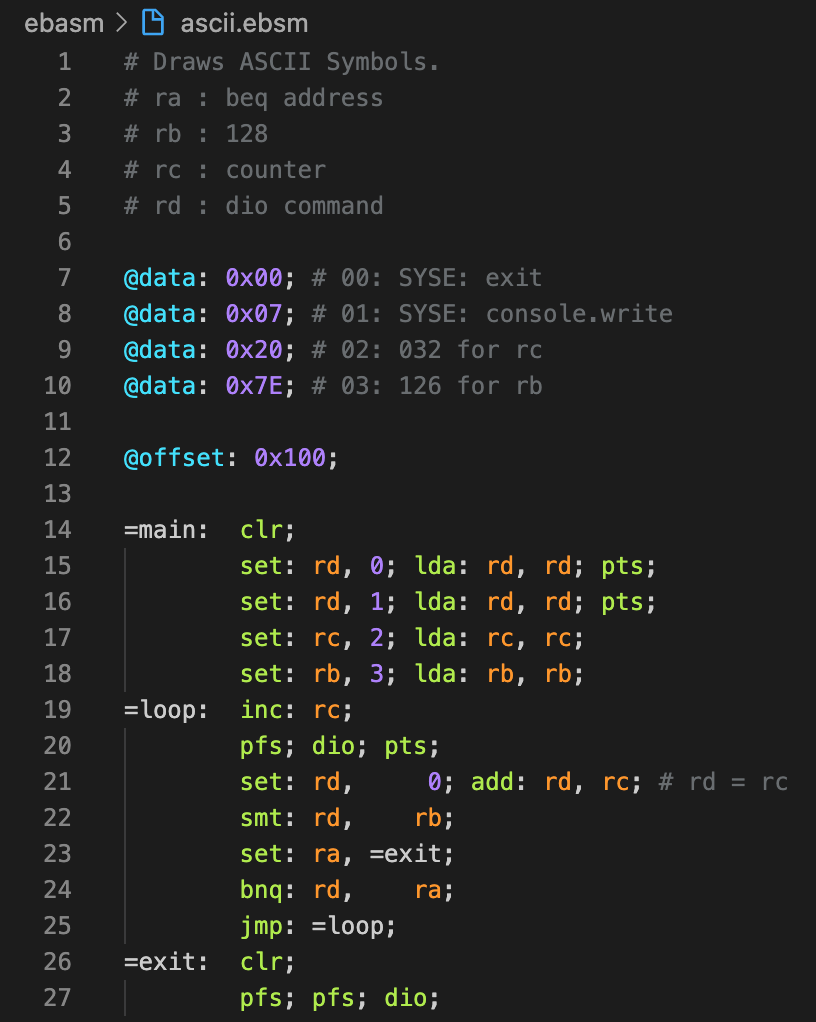 ebasm > ascii.ebsm
1 # Draws ASCII Symbols.
2 # ra : beq address
3 # rb : 128
4 # rc : counter
5 # rd : dio command
6
7 @data: 0x00; # 00: SYSE: exit
8 @data: 0x07; # 01: SYSE: console.write
9 @data: 0x20; # 02: 032 for rc
10 @data: 0x7E; # 03: 126 for rb
11
12 @offset: 0x100;
13
14 =main:  clr;
15         set: rd, 0; lda: rd, rd; pts;
16         set: rd, 1; lda: rd, rd; pts;
17         set: rc, 2; lda: rc, rc;
18         set: rb, 3; lda: rb, rb;
19 =loop:  inc: rc;
20         pfs; dio; pts;
21         set: rd,     0; add: rd, rc; # rd = rc
22         smt: rd,    rb;
23         set: ra, =exit;
24         bnq: rd,    ra;
25         jmp: =loop;
26 =exit:  clr;
27         pfs; pfs; dio;